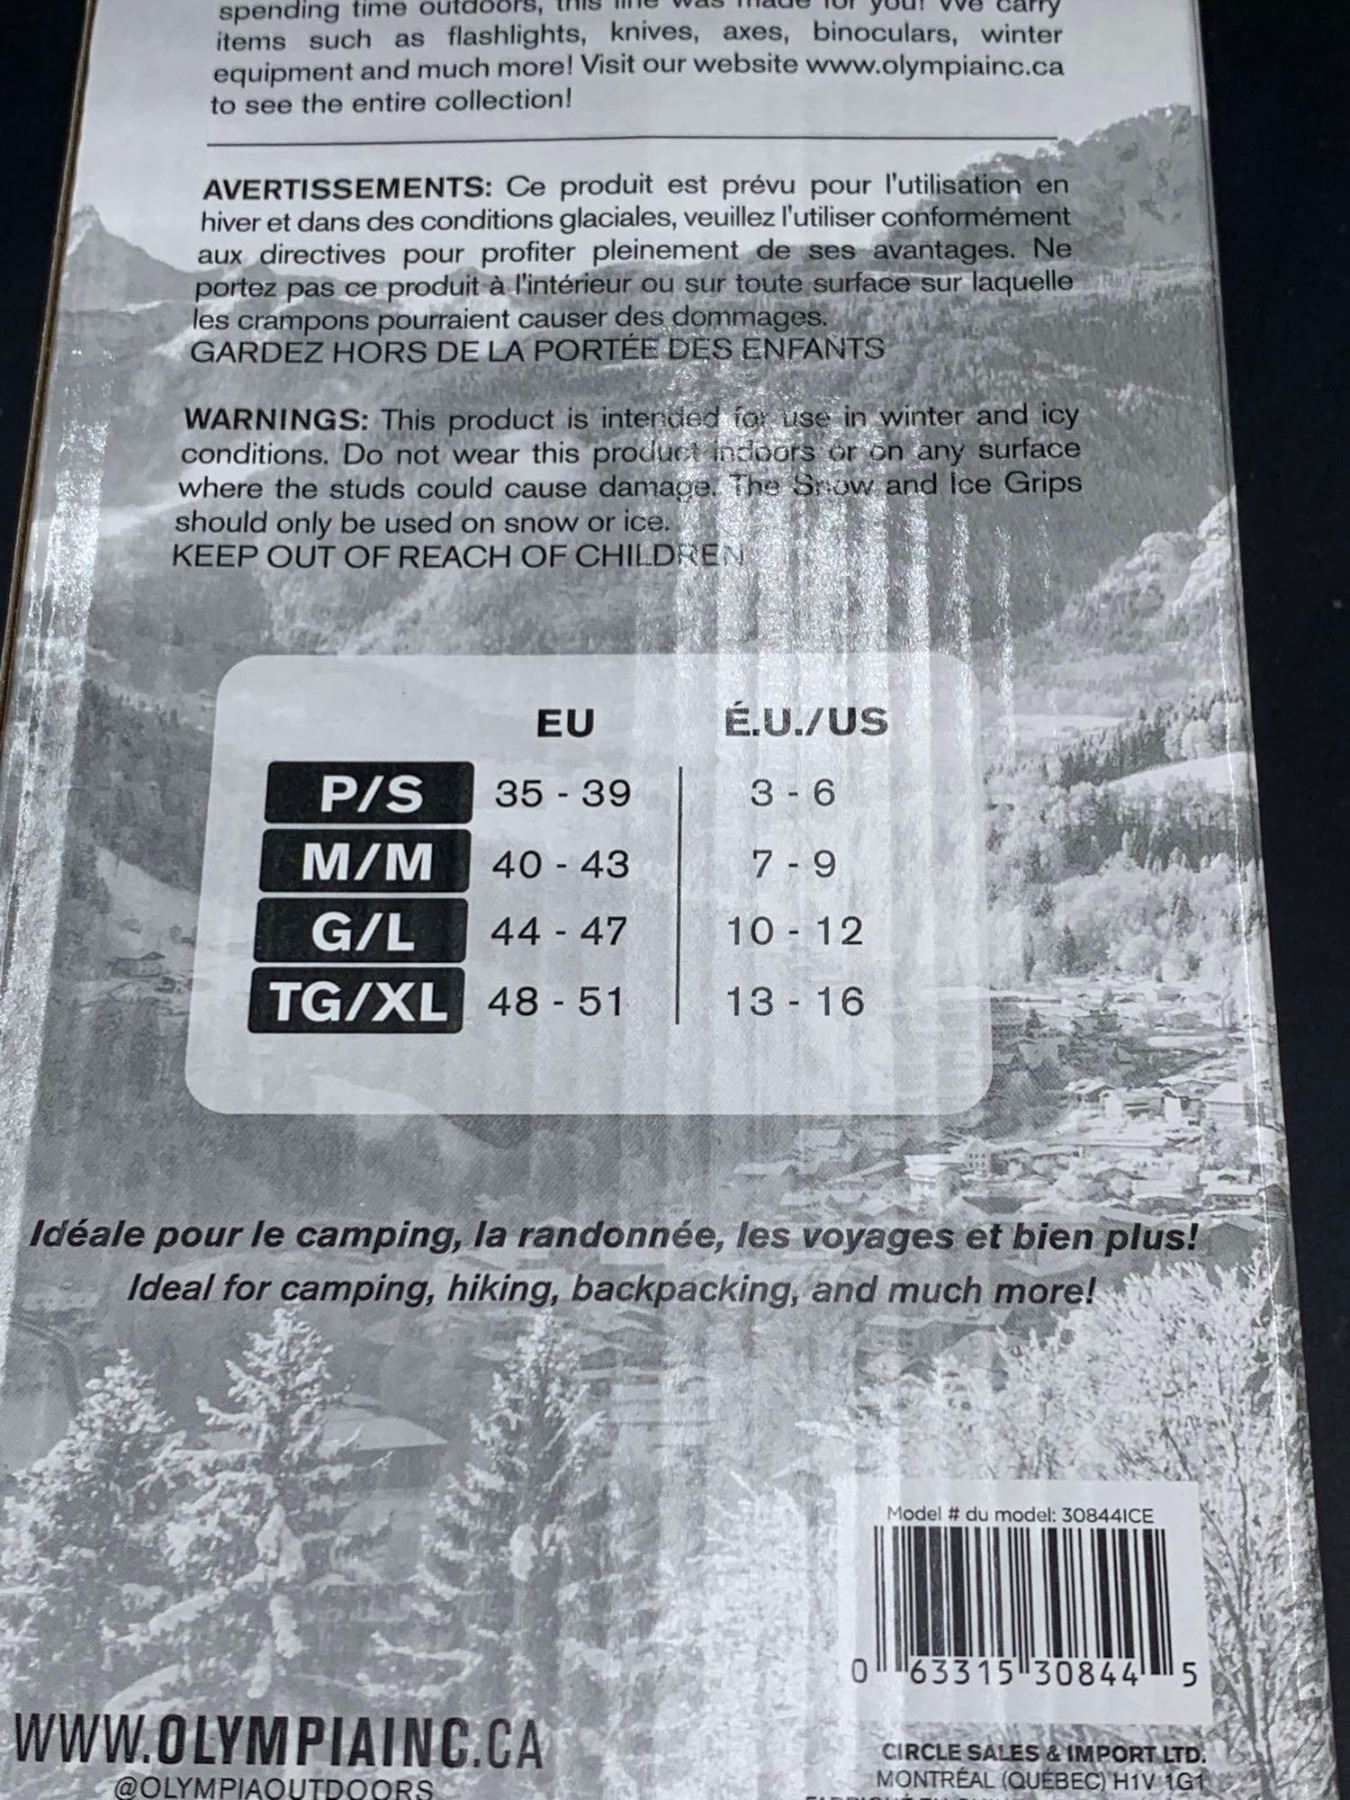 spending time outdoors, this line was made for you! We carry
items such as flashlights, knives, axes, binoculars, winter
equipment and much more! Visit our website www.olympiainc.ca
to see the entire collection!
AVERTISSEMENTS: Ce produit est prévu pour l'utilisation en
hiver et dans des conditions glaciales, veuillez l'utiliser conformément
aux directives pour profiter pleinement de ses avantages. Ne
portez pas ce produit à l'intérieur ou sur toute surface sur laquelle
les crampons pourraient causer des dommages.
GARDEZ HORS DE LA PORTÉE DES ENFANTS
WARNINGS: This product is intended for use in winter and icy
conditions. Do not wear this product indoors or on any surface
where the studs could cause damage. The Snow and Ice Grips
should only be used on snow or ice.
KEEP OUT OF REACH OF CHILDREN
EU É.U./US
P/S 35 - 39 3 - 6
M/M 40 - 43 7 - 9
G/L 44 - 47 10 - 12
TG/XL 48 - 51 13 - 16
Idéale pour le camping, la randonnée, les voyages et bien plus!
Ideal for camping, hiking, backpacking, and much more!
Model # du model: 30844ICE
0 63315 30844 5
WWW.OLYMPIAINC.CA
@OLYMPIAOUTDOORS
CIRCLE SALES & IMPORT LTD.
MONTRÉAL (QUÉBEC) H1V 1G1